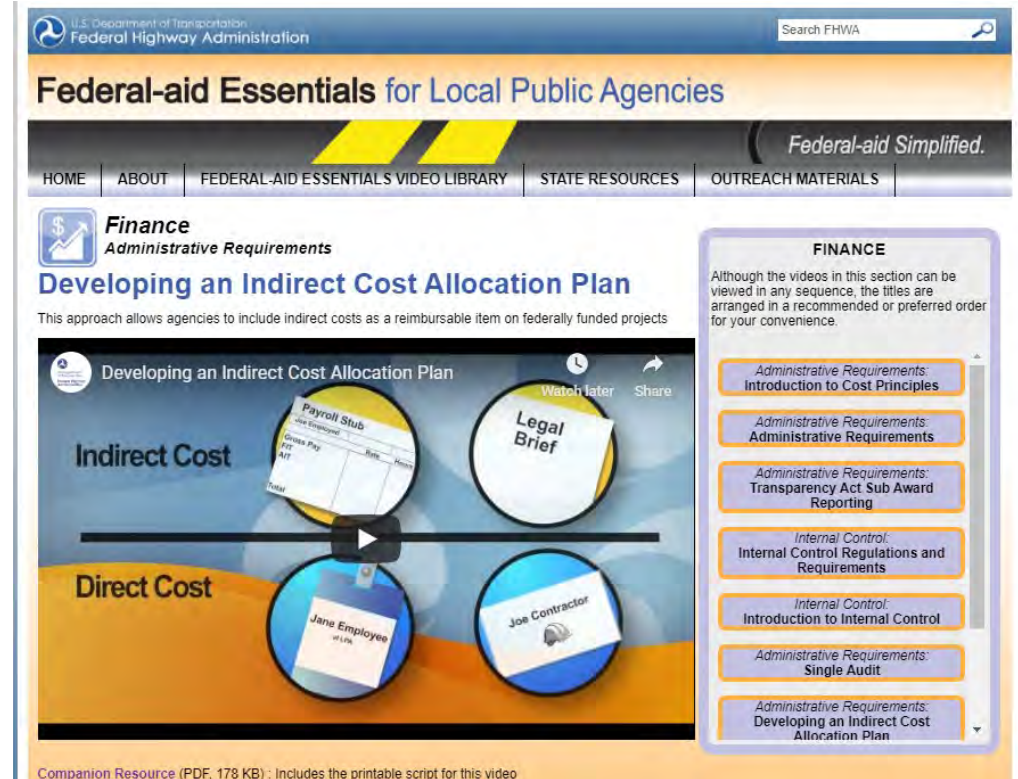 U.S. Department of Transportation
Federal Highway Administration
Search FHWA
Federal-aid Essentials for Local Public Agencies
Federal-aid Simplified.
HOME
ABOUT
FEDERAL-AID ESSENTIALS VIDEO LIBRARY
STATE RESOURCES
OUTREACH MATERIALS
$
Finance
Administrative Requirements
Developing an Indirect Cost Allocation Plan
This approach allows agencies to include indirect costs as a reimbursable item on federally funded projects
Developing an Indirect Cost Allocation Plan
Watch later
Share
Indirect Cost
Payroll Stub
Joe Employee
Rate
Hours
Gross Pay
FIT
AIT
Total
Legal
Brief
Direct Cost
Jane Employee
of LPA
Joe Contractor
Companion Resource (PDF, 178 KB) : Includes the printable script for this video
FINANCE
Although the videos in this section can be
viewed in any sequence, the titles are
arranged in a recommended or preferred order
for your convenience.
Administrative Requirements:
Introduction to Cost Principles
Administrative Requirements:
Administrative Requirements
Administrative Requirements:
Transparency Act Sub Award
Reporting
Internal Control:
Internal Control Regulations and
Requirements
Internal Control:
Introduction to Internal Control
Administrative Requirements:
Single Audit
Administrative Requirements:
Developing an Indirect Cost
Allocation Plan